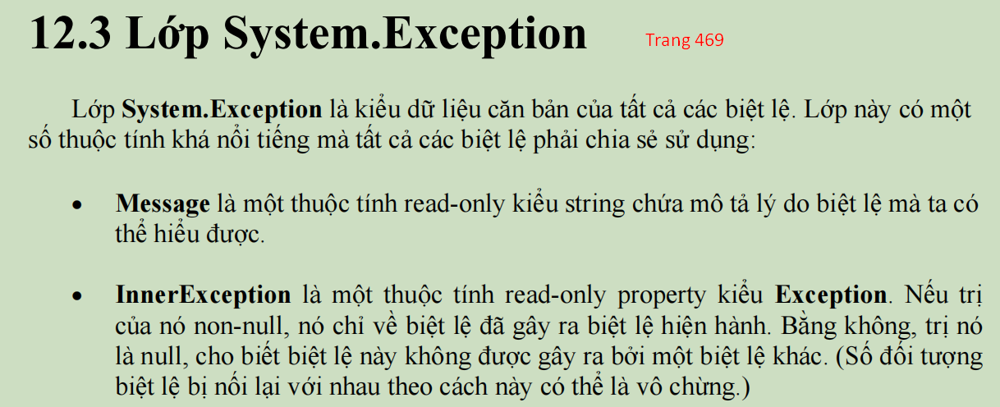 12.3 Lớp System.Exception Trang 469
Lớp System.Exception là kiểu dữ liệu căn bản của tất cả các biệt lệ. Lớp này có một
số thuộc tính khá nổi tiếng mà tất cả các biệt lệ phải chia sẻ sử dụng:
• Message là một thuộc tính read-only kiểu string chứa mô tả lý do biệt lệ mà ta có
thể hiểu được.
• InnerException là một thuộc tính read-only property kiểu Exception. Nếu trị
của nó non-null, nó chỉ về biệt lệ đã gây ra biệt lệ hiện hành. Bằng không, trị nó
là null, cho biết biệt lệ này không được gây ra bởi một biệt lệ khác. (Số đối tượng
biệt lệ bị nối lại với nhau theo cách này có thể là vô chừng.)